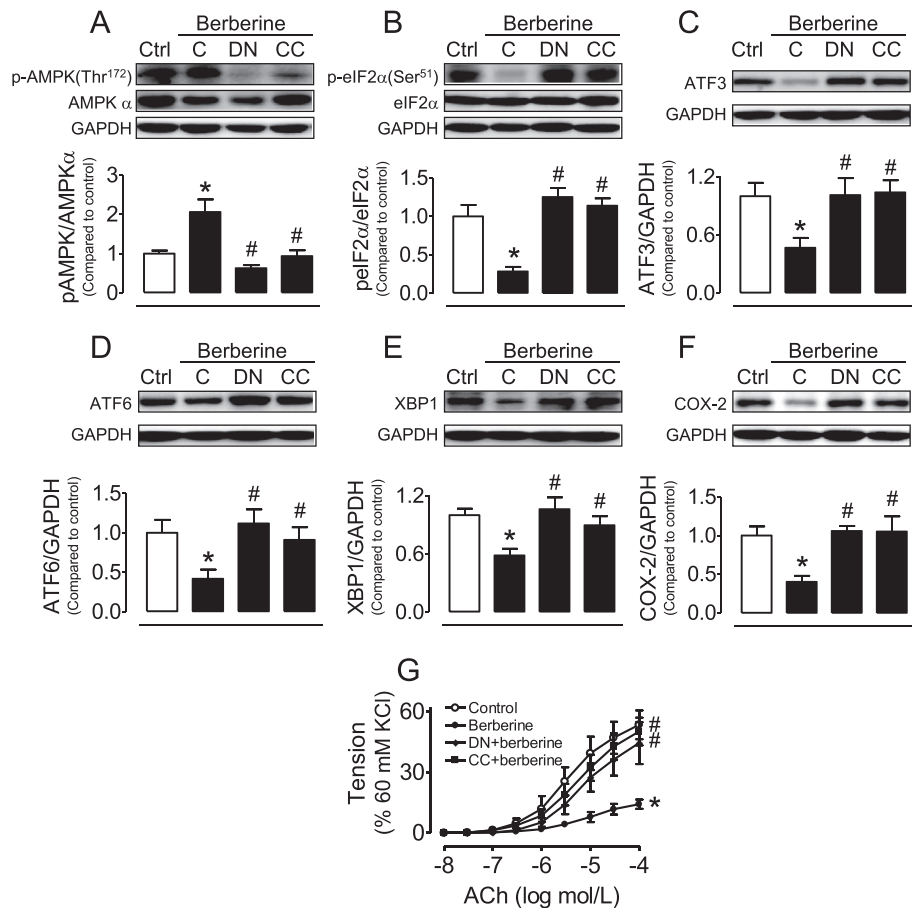 A
Berberine
Ctrl C DN CC
p-AMPK(Thr¹⁷²)
AMPK α
GAPDH
pAMPK/AMPKα
(Compared to control)
3
2
1
0
* # #
B
Berberine
Ctrl C DN CC
p-eIF2α(Ser⁵¹)
eIF2α
GAPDH
peIF2α/eIF2α
(Compared to control)
1.5
1.0
0.5
0.0
* # #
C
Berberine
Ctrl C DN CC
ATF3
GAPDH
ATF3/GAPDH
(Compared to control)
1.2
0.6
0.0
* # #
D
Berberine
Ctrl C DN CC
ATF6
GAPDH
ATF6/GAPDH
(Compared to control)
1.5
1.0
0.5
0.0
* # #
E
Berberine
Ctrl C DN CC
XBP1
GAPDH
XBP1/GAPDH
(Compared to control)
1.2
0.6
0.0
* # #
F
Berberine
Ctrl C DN CC
COX-2
GAPDH
COX-2/GAPDH
(Compared to control)
1.5
1.0
0.5
0.0
* # #
G
Tension
(% 60 mM KCl)
60
30
0
Control
Berberine
DN+berberine
CC+berberine
#
#
*
-8 -7 -6 -5 -4
ACh (log mol/L)